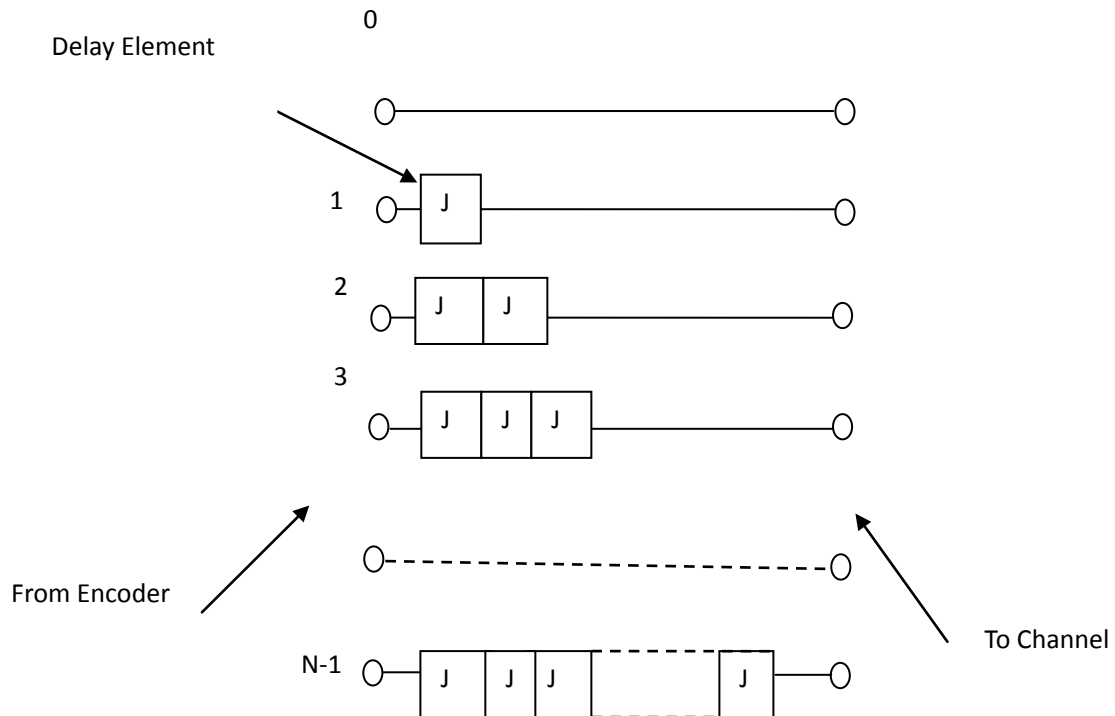 0
Delay Element
1
J
2
J J
3
J J J
From Encoder
To Channel
N-1
J J J J